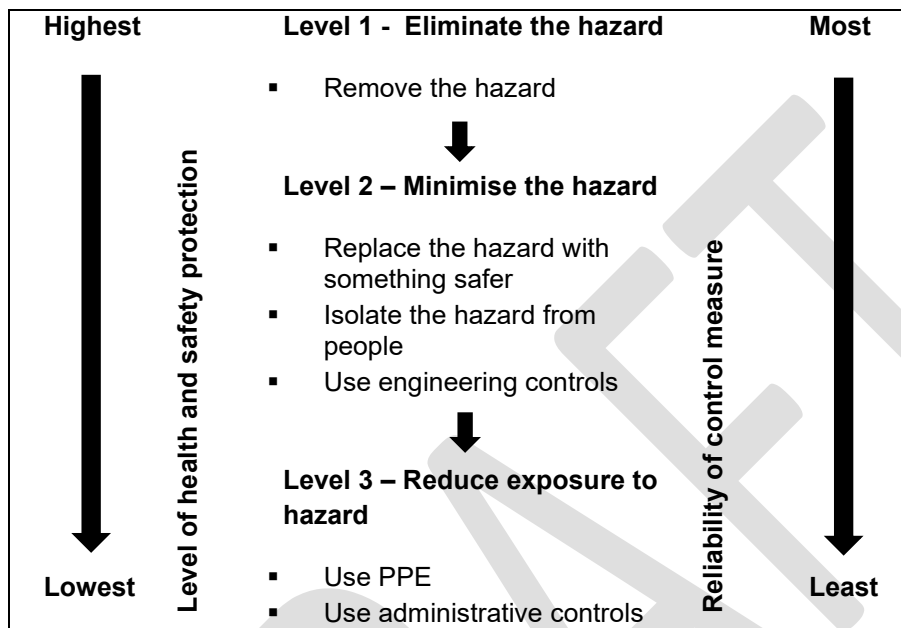 Highest
Level 1 -  Eliminate the hazard
Most
▪ Remove the hazard
Level 2 – Minimise the hazard
▪ Replace the hazard with
something safer
▪ Isolate the hazard from
people
▪ Use engineering controls
Level 3 – Reduce exposure to
hazard
▪ Use PPE
▪ Use administrative controls
Level of health and safety protection
Reliability of control measure
Lowest
Least
DRAFT